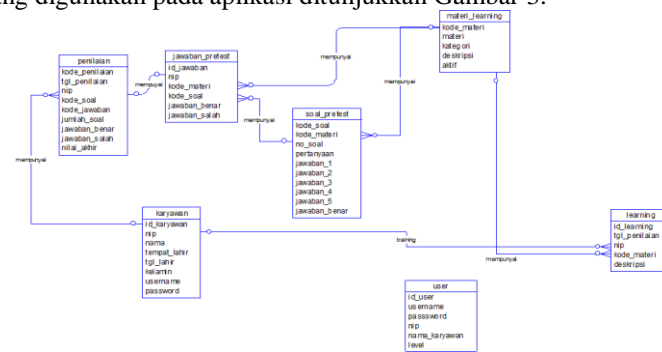 ng digunakan pada aplikasi ditunjukkan Gambar 3.
materi_learning
kode_materi
materi
kategori
deskripsi
aktif
jawaban_pretest
id_jawaban
nip
kode_materi
kode_soal
jawaban_benar
jawaban_salah
penilaian
kode_penilaian
tgl_penilaian
nip
kode_soal
kode_jawaban
jumlah_soal
jawaban_benar
jawaban_salah
nilai_akhir
mempunyai
mempuyai
mempunyai
mempunyai
soal_pretest
kode_soal
kode_materi
no_soal
pertanyaan
jawaban_1
jawaban_2
jawaban_3
jawaban_4
jawaban_5
jawaban_benar
mempunyai
karyawan
id_karyawan
nip
nama
tempat_lahir
tgl_lahir
kelamin
username
password
training
mempunyai
learning
id_learning
tgl_penilaian
nip
kode_materi
deskripsi
user
id_user
username
passsword
nip
nama_karyawan
level